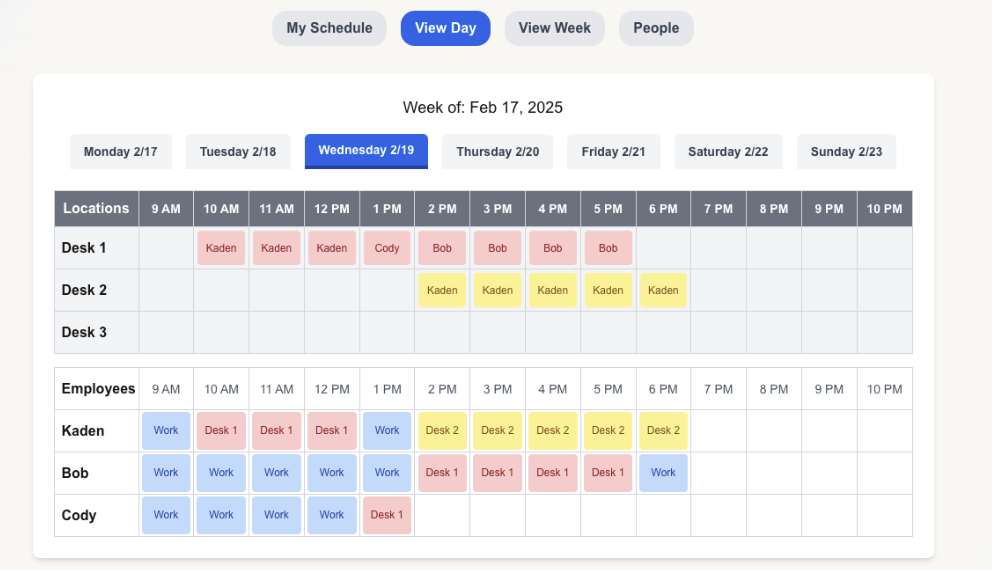 My Schedule View Day View Week People
Week of: Feb 17, 2025
Monday 2/17 Tuesday 2/18 Wednesday 2/19 Thursday 2/20 Friday 2/21 Saturday 2/22 Sunday 2/23
Locations 9 AM 10 AM 11 AM 12 PM 1 PM 2 PM 3 PM 4 PM 5 PM 6 PM 7 PM 8 PM 9 PM 10 PM
Desk 1 Kaden Kaden Kaden Cody Bob Bob Bob Bob
Desk 2 Kaden Kaden Kaden Kaden Kaden
Desk 3
Employees 9 AM 10 AM 11 AM 12 PM 1 PM 2 PM 3 PM 4 PM 5 PM 6 PM 7 PM 8 PM 9 PM 10 PM
Kaden Work Desk 1 Desk 1 Desk 1 Work Desk 2 Desk 2 Desk 2 Desk 2 Desk 2
Bob Work Work Work Work Work Desk 1 Desk 1 Desk 1 Desk 1 Work
Cody Work Work Work Work Desk 1